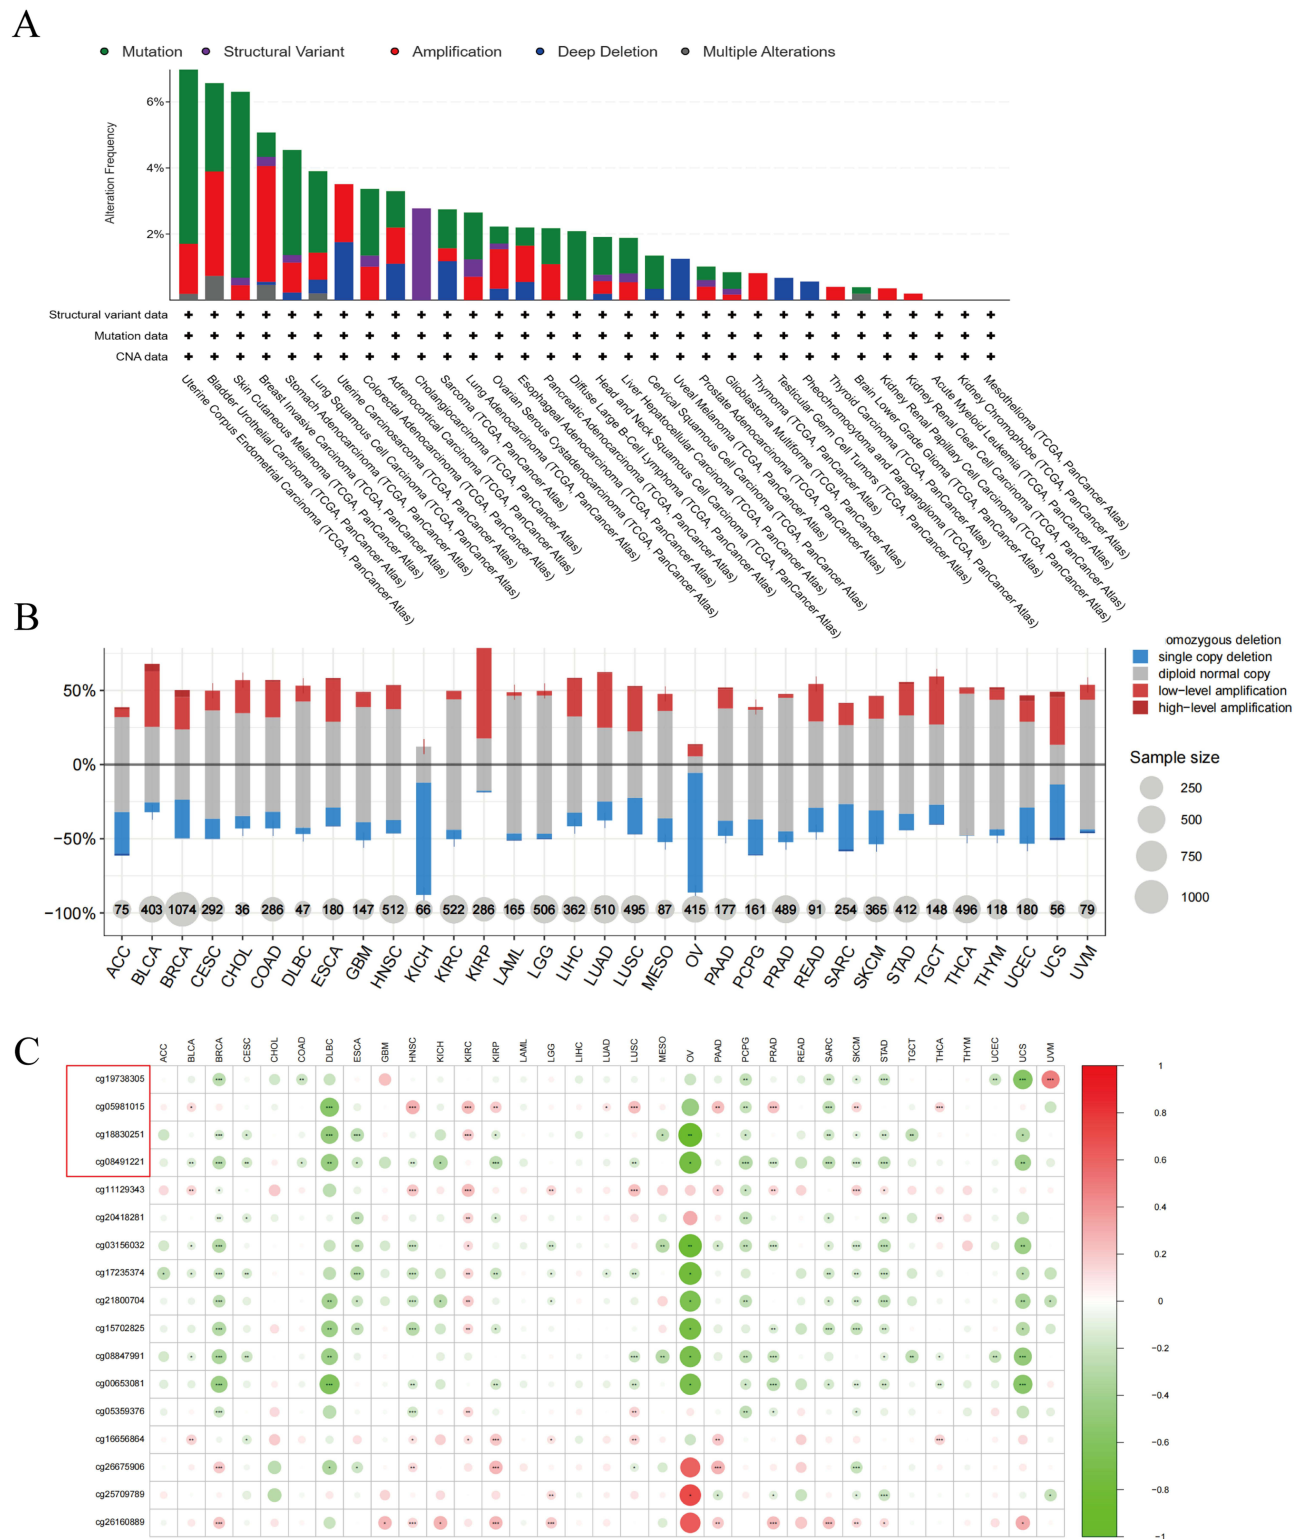 A
Mutation Structural Variant Amplification Deep Deletion Multiple Alterations
Alteration Frequency
6%
4%
2%
Structural variant data
Mutation data
CNA data
Uterine Corpus Endometrial Carcinoma (TCGA, PanCancer Atlas)
Bladder Urothelial Carcinoma (TCGA, PanCancer Atlas)
Skin Cutaneous Melanoma (TCGA, PanCancer Atlas)
Breast Invasive Carcinoma (TCGA, PanCancer Atlas)
Stomach Adenocarcinoma (TCGA, PanCancer Atlas)
Lung Squamous Cell Carcinoma (TCGA, PanCancer Atlas)
Uterine Carcinosarcoma (TCGA, PanCancer Atlas)
Colorectal Adenocarcinoma (TCGA, PanCancer Atlas)
Adrenocortical Carcinoma (TCGA, PanCancer Atlas)
Cholangiocarcinoma (TCGA, PanCancer Atlas)
Sarcoma (TCGA, PanCancer Atlas)
Lung Adenocarcinoma (TCGA, PanCancer Atlas)
Ovarian Serous Cystadenocarcinoma (TCGA, PanCancer Atlas)
Esophageal Adenocarcinoma (TCGA, PanCancer Atlas)
Pancreatic Adenocarcinoma (TCGA, PanCancer Atlas)
Diffuse Large B-Cell Lymphoma (TCGA, PanCancer Atlas)
Head and Neck Squamous Cell Carcinoma (TCGA, PanCancer Atlas)
Liver Hepatocellular Carcinoma (TCGA, PanCancer Atlas)
Cervical Squamous Cell Carcinoma (TCGA, PanCancer Atlas)
Uveal Melanoma (TCGA, PanCancer Atlas)
Prostate Adenocarcinoma (TCGA, PanCancer Atlas)
Glioblastoma Multiforme (TCGA, PanCancer Atlas)
Thymoma (TCGA, PanCancer Atlas)
Testicular Germ Cell Tumors (TCGA, PanCancer Atlas)
Pheochromocytoma and Paraganglioma (TCGA, PanCancer Atlas)
Thyroid Carcinoma (TCGA, PanCancer Atlas)
Brain Lower Grade Glioma (TCGA, PanCancer Atlas)
Kidney Renal Papillary Cell Carcinoma (TCGA, PanCancer Atlas)
Kidney Renal Clear Cell Carcinoma (TCGA, PanCancer Atlas)
Acute Myeloid Leukemia (TCGA, PanCancer Atlas)
Kidney Chromophobe (TCGA, PanCancer Atlas)
Mesothelioma (TCGA, PanCancer Atlas)
B
omozygous deletion
single copy deletion
diploid normal copy
low-level amplification
high-level amplification
Sample size
250
500
750
1000
50%
0%
−50%
−100%
75 403 1074 292 36 286 47 180 147 512 66 522 286 165 506 362 510 495 87 415 177 161 489 91 254 365 412 148 496 118 180 56 79
ACC BLCA BRCA CESC CHOL COAD DLBC ESCA GBM HNSC KICH KIRC KIRP LAML LGG LIHC LUAD LUSC MESO OV PAAD PCPG PRAD READ SARC SKCM STAD TGCT THCA THYM UCEC UCS UVM
C
ACC BLCA BRCA CESC CHOL COAD DLBC ESCA GBM HNSC KICH KIRC KIRP LAML LGG LIHC LUAD LUSC MESO OV PAAD PCPG PRAD READ SARC SKCM STAD TGCT THCA THYM UCEC UCS UVM
cg19738305
cg05981015
cg18830251
cg08491221
cg11129343
cg20418281
cg03156032
cg17235374
cg21800704
cg15702825
cg08847991
cg00653081
cg05359376
cg16656864
cg26675906
cg25709789
cg26160889
1
0.8
0.6
0.4
0.2
0
−0.2
−0.4
−0.6
−0.8
−1